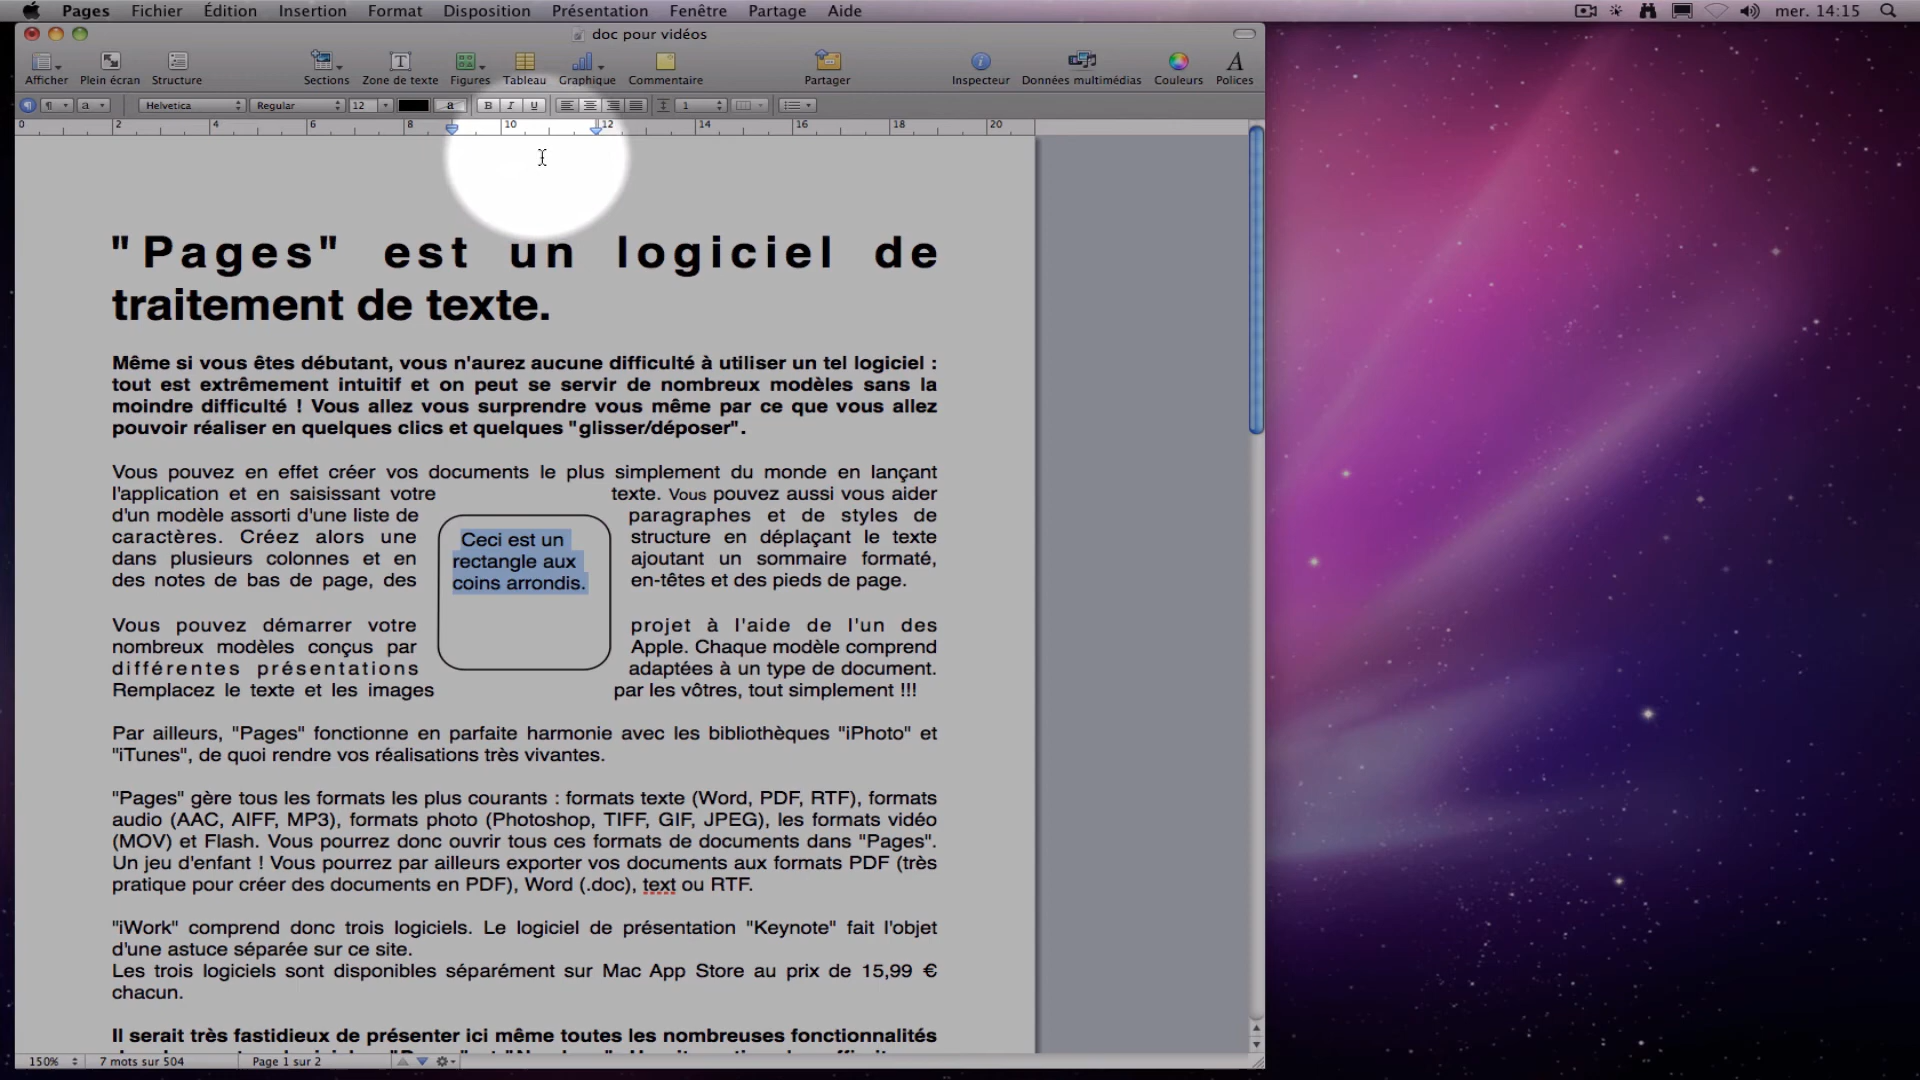 Pages Fichier Édition Insertion Format Disposition Présentation Fenêtre Partage Aide mer. 14:15
doc pour vidéos
Afficher Plein écran Structure Sections Zone de texte Figures Tableau Graphique Commentaire Partager Inspecteur Données multimédias Couleurs Polices
¶ a Helvetica Regular 12 a B I U 1
0 2 4 6 8 10 12 14 16 18 20
"Pages" est un logiciel de
traitement de texte.
Même si vous êtes débutant, vous n'aurez aucune difficulté à utiliser un tel logiciel :
tout est extrêmement intuitif et on peut se servir de nombreux modèles sans la
moindre difficulté ! Vous allez vous surprendre vous même par ce que vous allez
pouvoir réaliser en quelques clics et quelques "glisser/déposer".
Vous pouvez en effet créer vos documents le plus simplement du monde en lançant
l'application et en saisissant votre texte. Vous pouvez aussi vous aider
d'un modèle assorti d'une liste de paragraphes et de styles de
caractères. Créez alors une structure en déplaçant le texte
dans plusieurs colonnes et en ajoutant un sommaire formaté,
des notes de bas de page, des en-têtes et des pieds de page.
Ceci est un
rectangle aux
coins arrondis.
Vous pouvez démarrer votre projet à l'aide de l'un des
nombreux modèles conçus par Apple. Chaque modèle comprend
différentes présentations adaptées à un type de document.
Remplacez le texte et les images par les vôtres, tout simplement !!!
Par ailleurs, "Pages" fonctionne en parfaite harmonie avec les bibliothèques "iPhoto" et
"iTunes", de quoi rendre vos réalisations très vivantes.
"Pages" gère tous les formats les plus courants : formats texte (Word, PDF, RTF), formats
audio (AAC, AIFF, MP3), formats photo (Photoshop, TIFF, GIF, JPEG), les formats vidéo
(MOV) et Flash. Vous pourrez donc ouvrir tous ces formats de documents dans "Pages".
Un jeu d'enfant ! Vous pourrez par ailleurs exporter vos documents aux formats PDF (très
pratique pour créer des documents en PDF), Word (.doc), text ou RTF.
"iWork" comprend donc trois logiciels. Le logiciel de présentation "Keynote" fait l'objet
d'une astuce séparée sur ce site.
Les trois logiciels sont disponibles séparément sur Mac App Store au prix de 15,99 €
chacun.
Il serait très fastidieux de présenter ici même toutes les nombreuses fonctionnalités
150% 7 mots sur 504 Page 1 sur 2